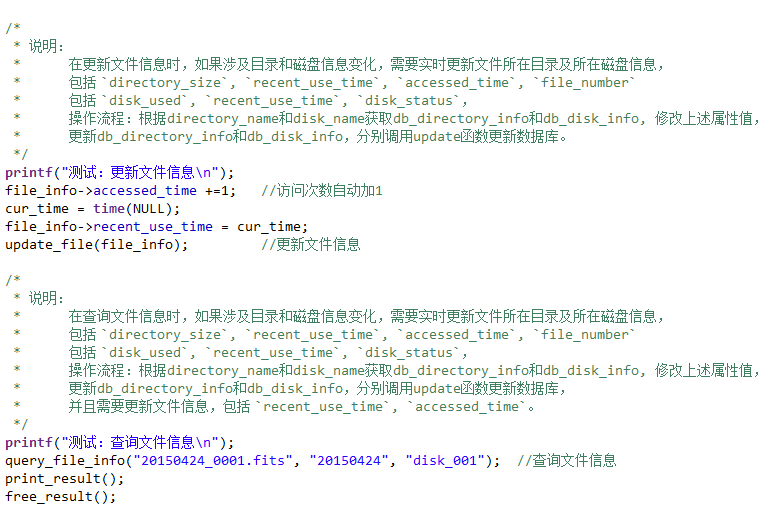 /*
 * 说明:
 *      在更新文件信息时，如果涉及目录和磁盘信息变化，需要实时更新文件所在目录及所在磁盘信息，
 *      包括`directory_size`, `recent_use_time`, `accessed_time`, `file_number`
 *      包括`disk_used`, `recent_use_time`, `disk_status`,
 *      操作流程：根据directory_name和disk_name获取db_directory_info和db_disk_info, 修改上述属性值，
 *      更新db_directory_info和db_disk_info，分别调用update函数更新数据库。
 */
printf("测试：更新文件信息\n");
file_info->accessed_time +=1;   //访问次数自动加1
cur_time = time(NULL);
file_info->recent_use_time = cur_time;
update_file(file_info);         //更新文件信息
/*
 * 说明:
 *      在查询文件信息时，如果涉及目录和磁盘信息变化，需要实时更新文件所在目录及所在磁盘信息，
 *      包括`directory_size`, `recent_use_time`, `accessed_time`, `file_number`
 *      包括`disk_used`, `recent_use_time`, `disk_status`,
 *      操作流程：根据directory_name和disk_name获取db_directory_info和db_disk_info, 修改上述属性值，
 *      更新db_directory_info和db_disk_info，分别调用update函数更新数据库，
 *      并且需要更新文件信息，包括`recent_use_time`, `accessed_time`。
 */
printf("测试：查询文件信息\n");
query_file_info("20150424_0001.fits", "20150424", "disk_001");  //查询文件信息
print_result();
free_result();